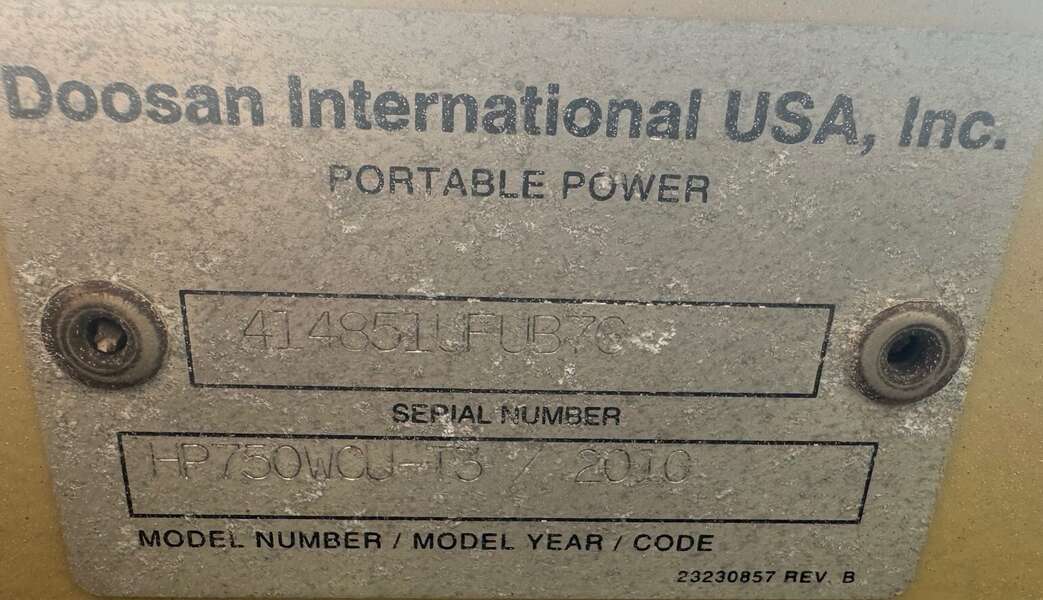 Doosan International USA, Inc.
PORTABLE POWER
414851UFUB76
SERIAL NUMBER
HP750WCU-T3 / 2010
MODEL NUMBER / MODEL YEAR / CODE
23230857 REV. B